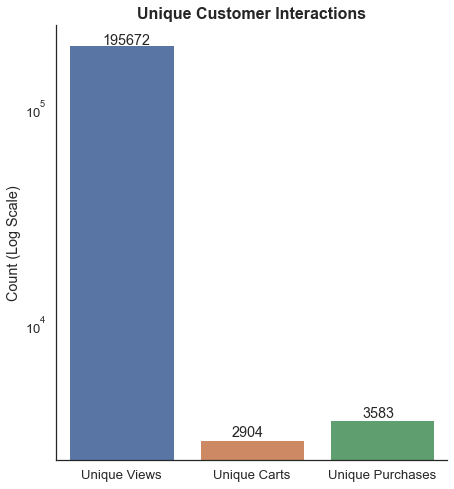 Unique Customer Interactions
195672
10^5
Count (Log Scale)
10^4
3583
2904
Unique Views
Unique Carts
Unique Purchases